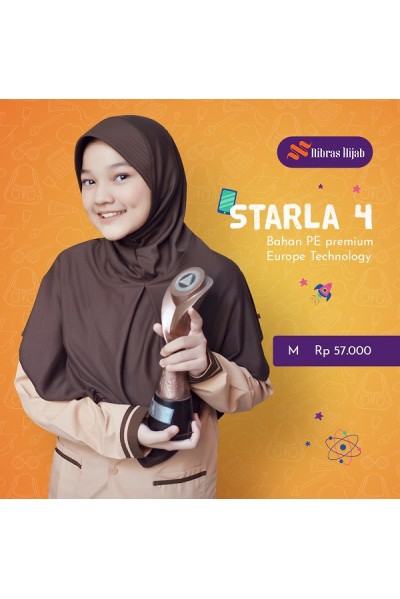 Nibras Hijab
STARLA 4
Bahan PE premium
Europe Technology
M Rp 57.000